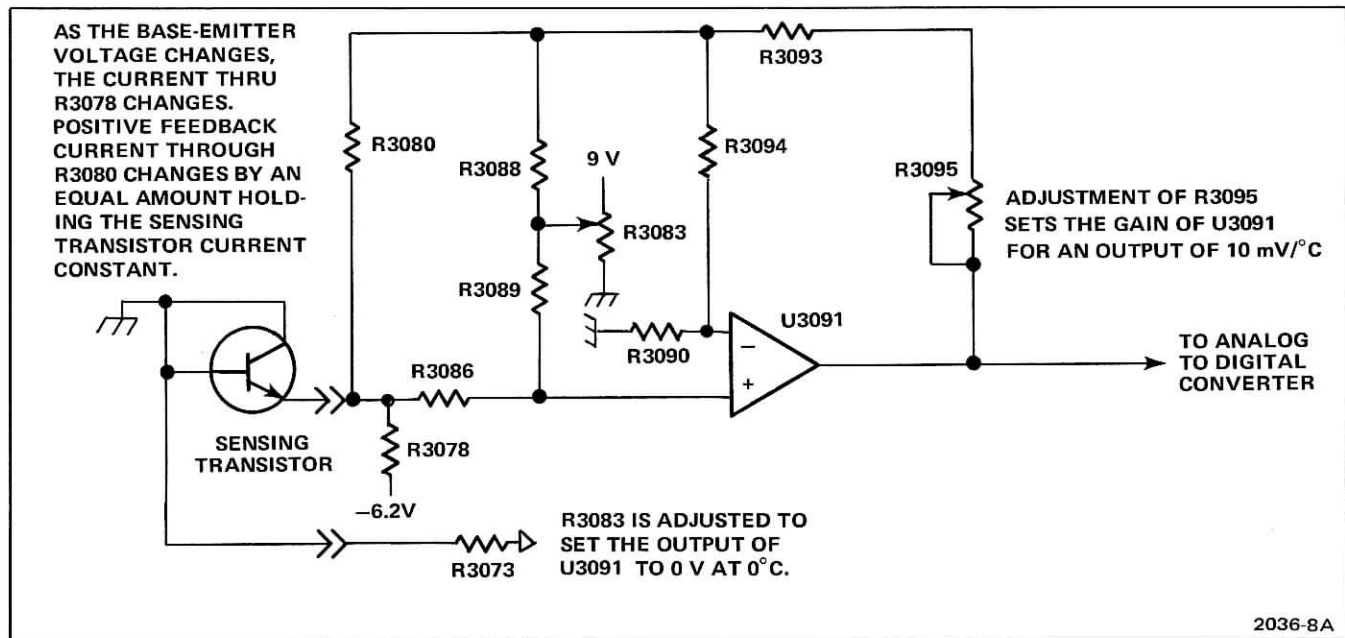 AS THE BASE-EMITTER
VOLTAGE CHANGES,
THE CURRENT THRU
R3078 CHANGES.
POSITIVE FEEDBACK
CURRENT THROUGH
R3080 CHANGES BY AN
EQUAL AMOUNT HOLD-
ING THE SENSING
TRANSISTOR CURRENT
CONSTANT.
R3093
R3080
R3088
R3094
9 V
R3095
R3083
ADJUSTMENT OF R3095
SETS THE GAIN OF U3091
FOR AN OUTPUT OF 10 mV/°C
R3089
U3091
R3090
−
+
TO ANALOG
TO DIGITAL
CONVERTER
R3086
SENSING
TRANSISTOR
R3078
−6.2V
R3083 IS ADJUSTED TO
SET THE OUTPUT OF
U3091 TO 0 V AT 0°C.
R3073
2036-8A